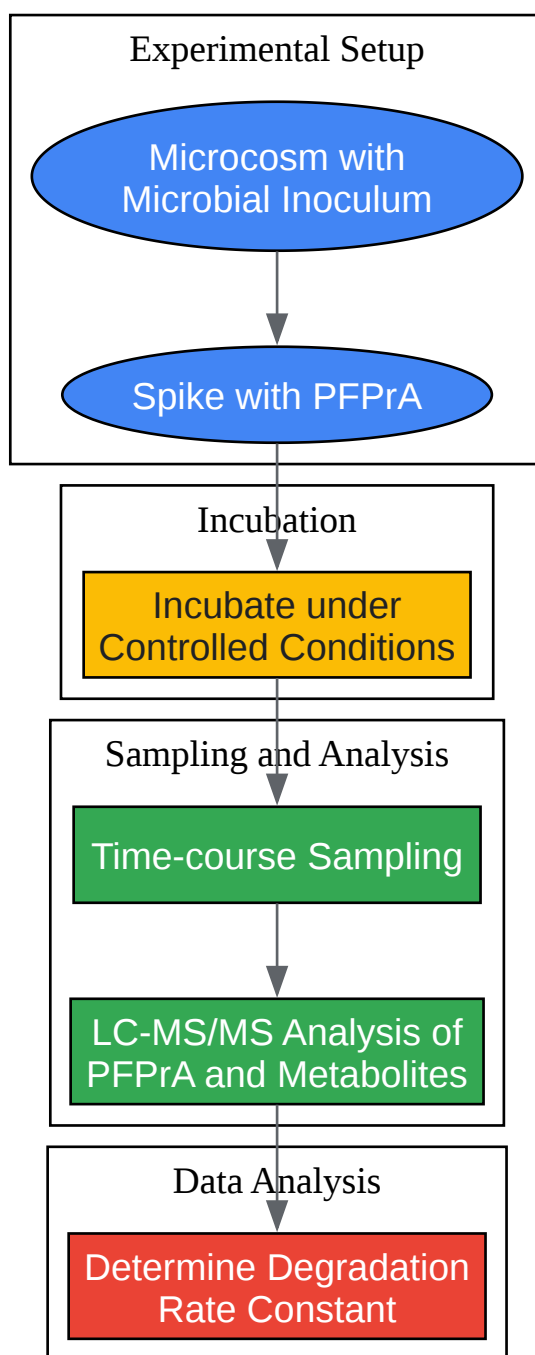 Experimental Setup
Microcosm with
Microbial Inoculum
Spike with PFPrA
Incubation
Incubate under
Controlled Conditions
Sampling and Analysis
Time-course Sampling
LC-MS/MS Analysis of
PFPrA and Metabolites
Data Analysis
Determine Degradation
Rate Constant